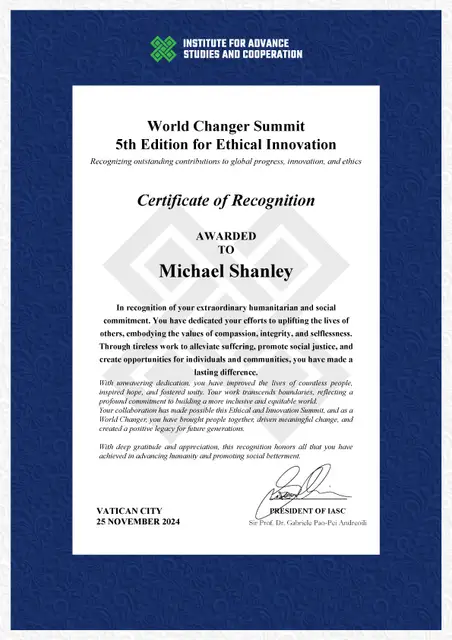 INSTITUTE FOR ADVANCE
STUDIES AND COOPERATION
World Changer Summit
5th Edition for Ethical Innovation
Recognizing outstanding contributions to global progress, innovation, and ethics
Certificate of Recognition
AWARDED
TO
Michael Shanley
In recognition of your extraordinary humanitarian and social
commitment. You have dedicated your efforts to uplifting the lives of
others, embodying the values of compassion, integrity, and selflessness.
Through tireless work to alleviate suffering, promote social justice, and
create opportunities for individuals and communities, you have made a
lasting difference.
With unwavering dedication, you have improved the lives of countless people,
inspired hope, and fostered unity. Your work transcends boundaries, reflecting a
profound commitment to building a more inclusive and equitable world.
Your collaboration has made possible this Ethical and Innovation Summit, and as a
World Changer, you have brought people together, driven meaningful change, and
created a positive legacy for future generations.
With deep gratitude and appreciation, this recognition honors all that you have
achieved in advancing humanity and promoting social betterment.
VATICAN CITY
25 NOVEMBER 2024
PRESIDENT OF IASC
Sir Prof. Dr. Gabriele Pao-Pei Andreoli